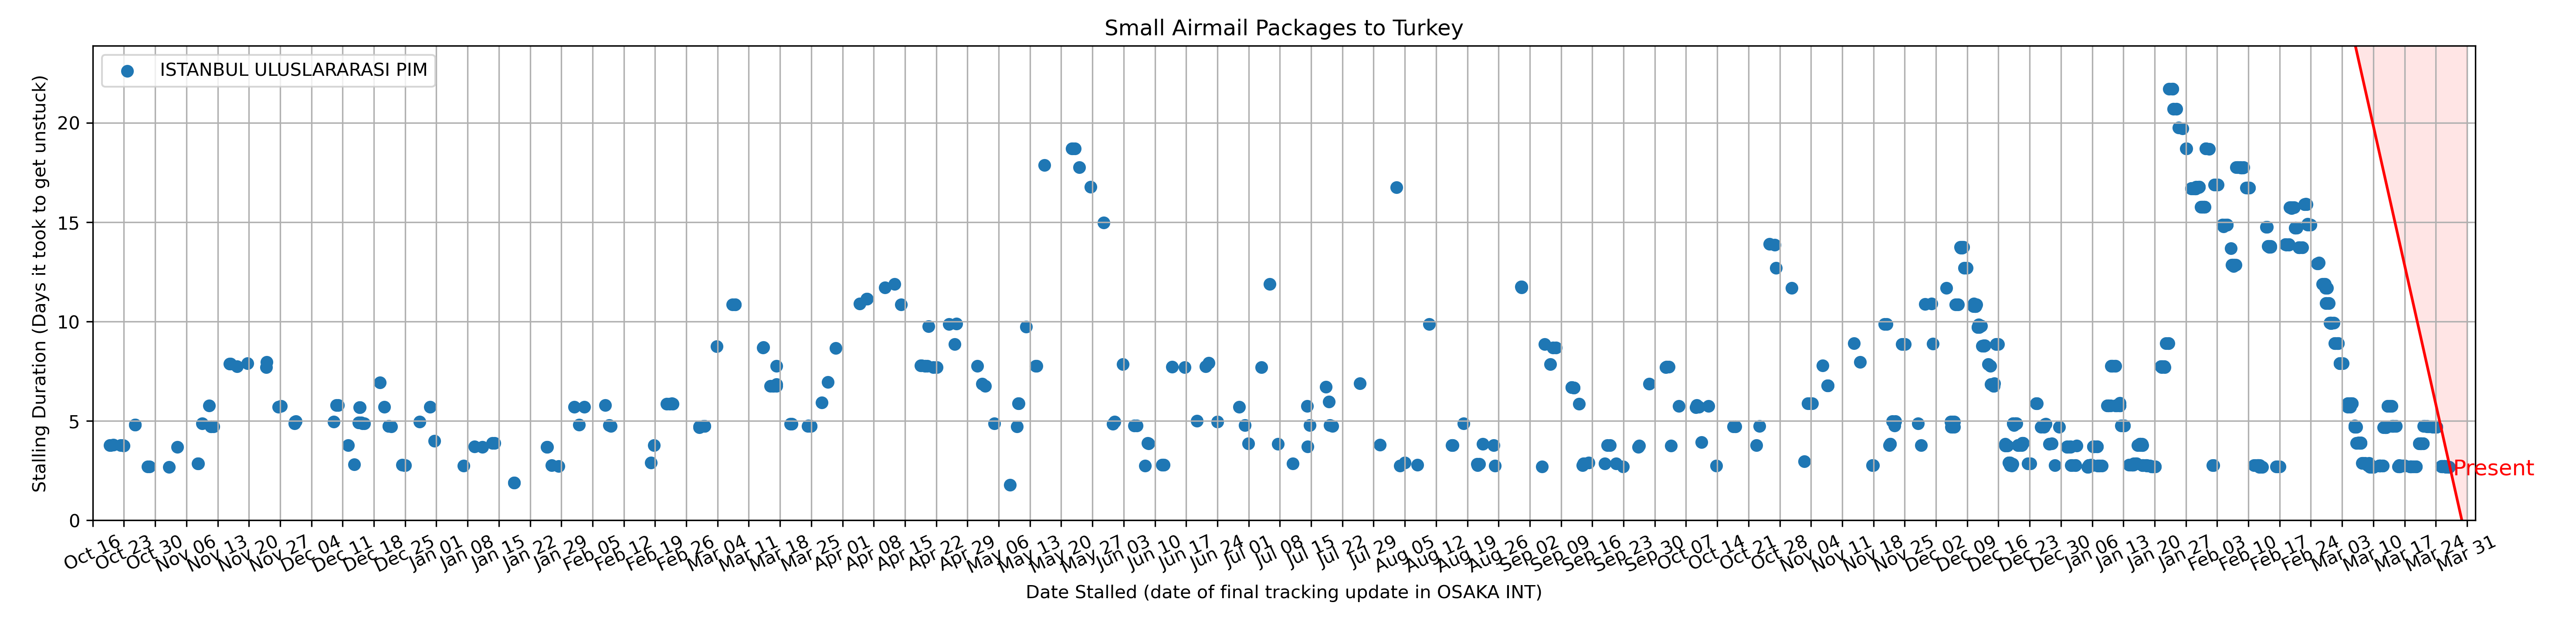 Small Airmail Packages to Turkey
ISTANBUL ULUSLARARASI PIM
Stalling Duration (Days it took to get unstuck)
20
15
10
5
0
Present
Oct 16
Oct 23
Oct 30
Nov 06
Nov 13
Nov 20
Nov 27
Dec 04
Dec 11
Dec 18
Dec 25
Jan 01
Jan 08
Jan 15
Jan 22
Jan 29
Feb 05
Feb 12
Feb 19
Feb 26
Mar 04
Mar 11
Mar 18
Mar 25
Apr 01
Apr 08
Apr 15
Apr 22
Apr 29
May 06
May 13
May 20
May 27
Jun 03
Jun 10
Jun 17
Jun 24
Jul 01
Jul 08
Jul 15
Jul 22
Jul 29
Aug 05
Aug 12
Aug 19
Aug 26
Sep 02
Sep 09
Sep 16
Sep 23
Sep 30
Oct 07
Oct 14
Oct 21
Oct 28
Nov 04
Nov 11
Nov 18
Nov 25
Dec 02
Dec 09
Dec 16
Dec 23
Dec 30
Jan 06
Jan 13
Jan 20
Jan 27
Feb 03
Feb 10
Feb 17
Feb 24
Mar 03
Mar 10
Mar 17
Mar 24
Mar 31
Date Stalled (date of final tracking update in OSAKA INT)